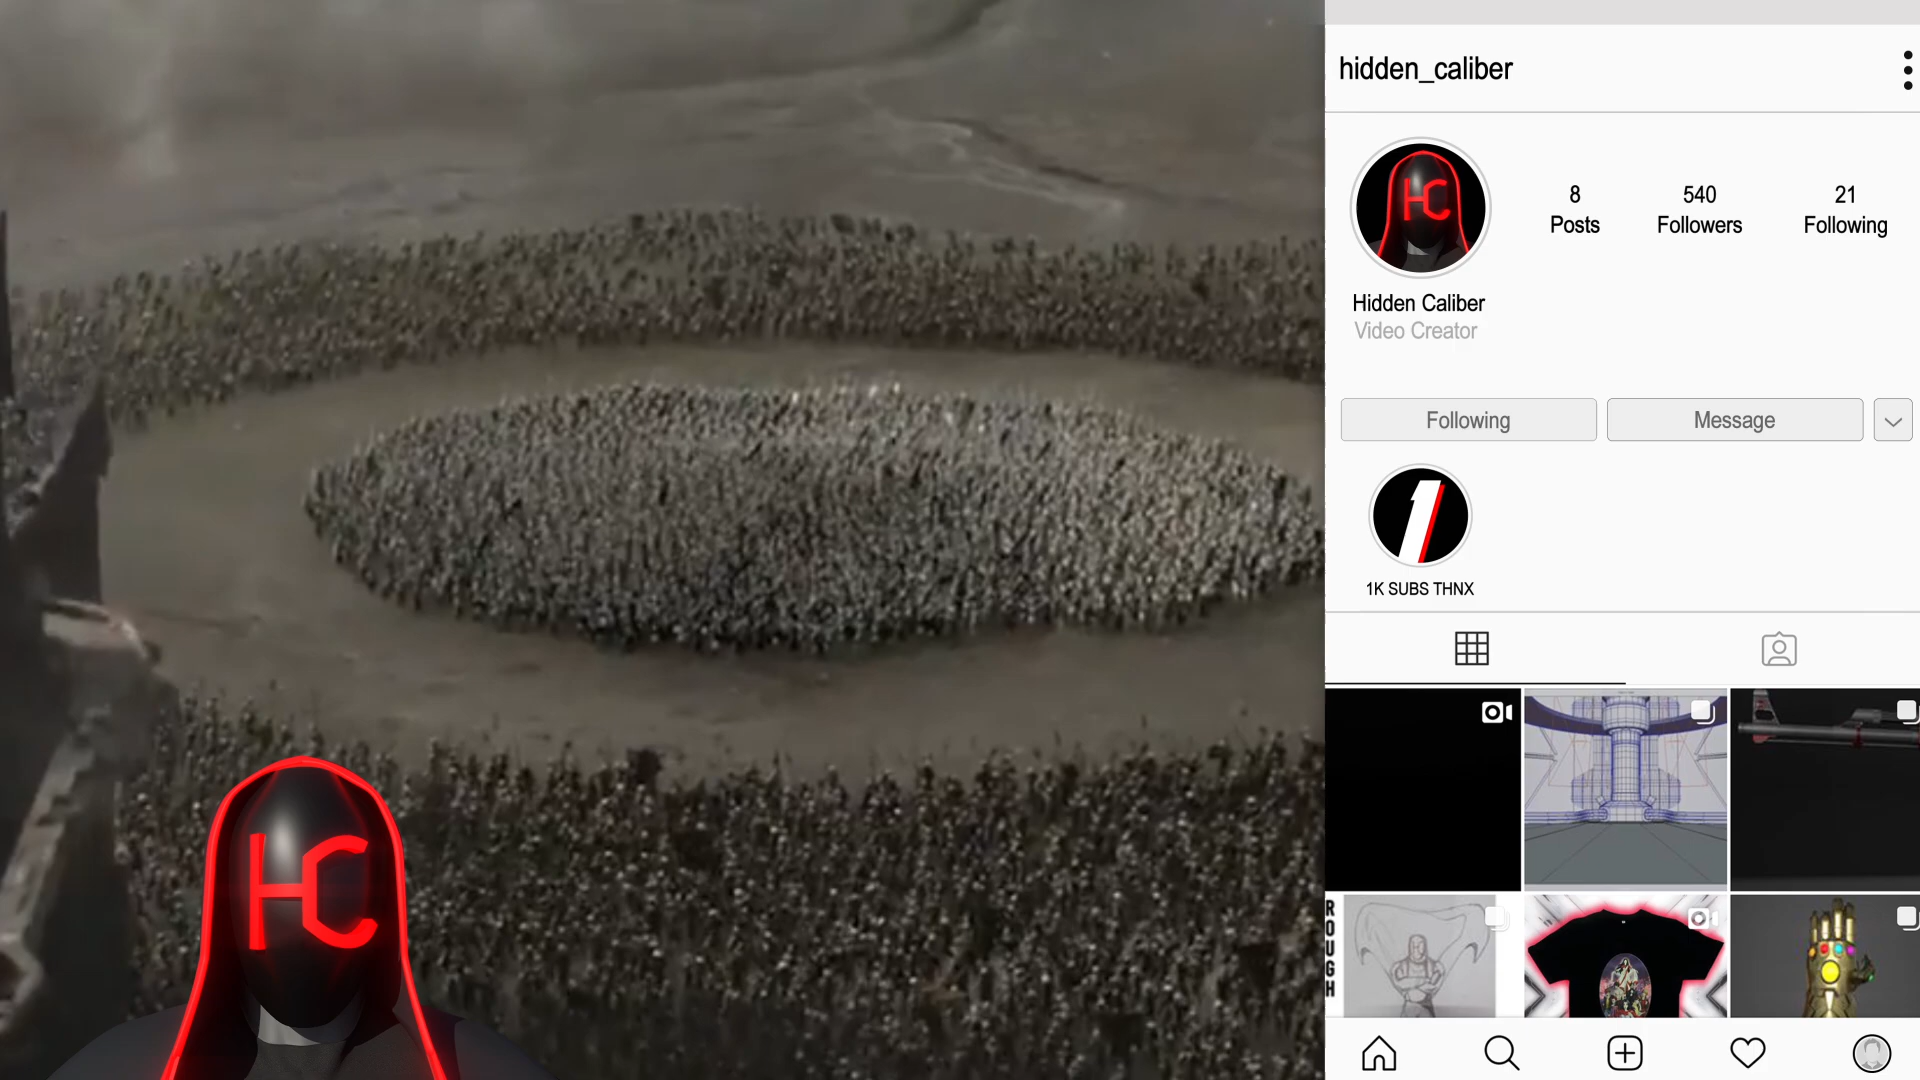 hidden_caliber
8
540
21
Posts
Followers
Following
HC
Hidden Caliber
Video Creator
Following
Message
1K SUBS THNX
ROUGH
HC